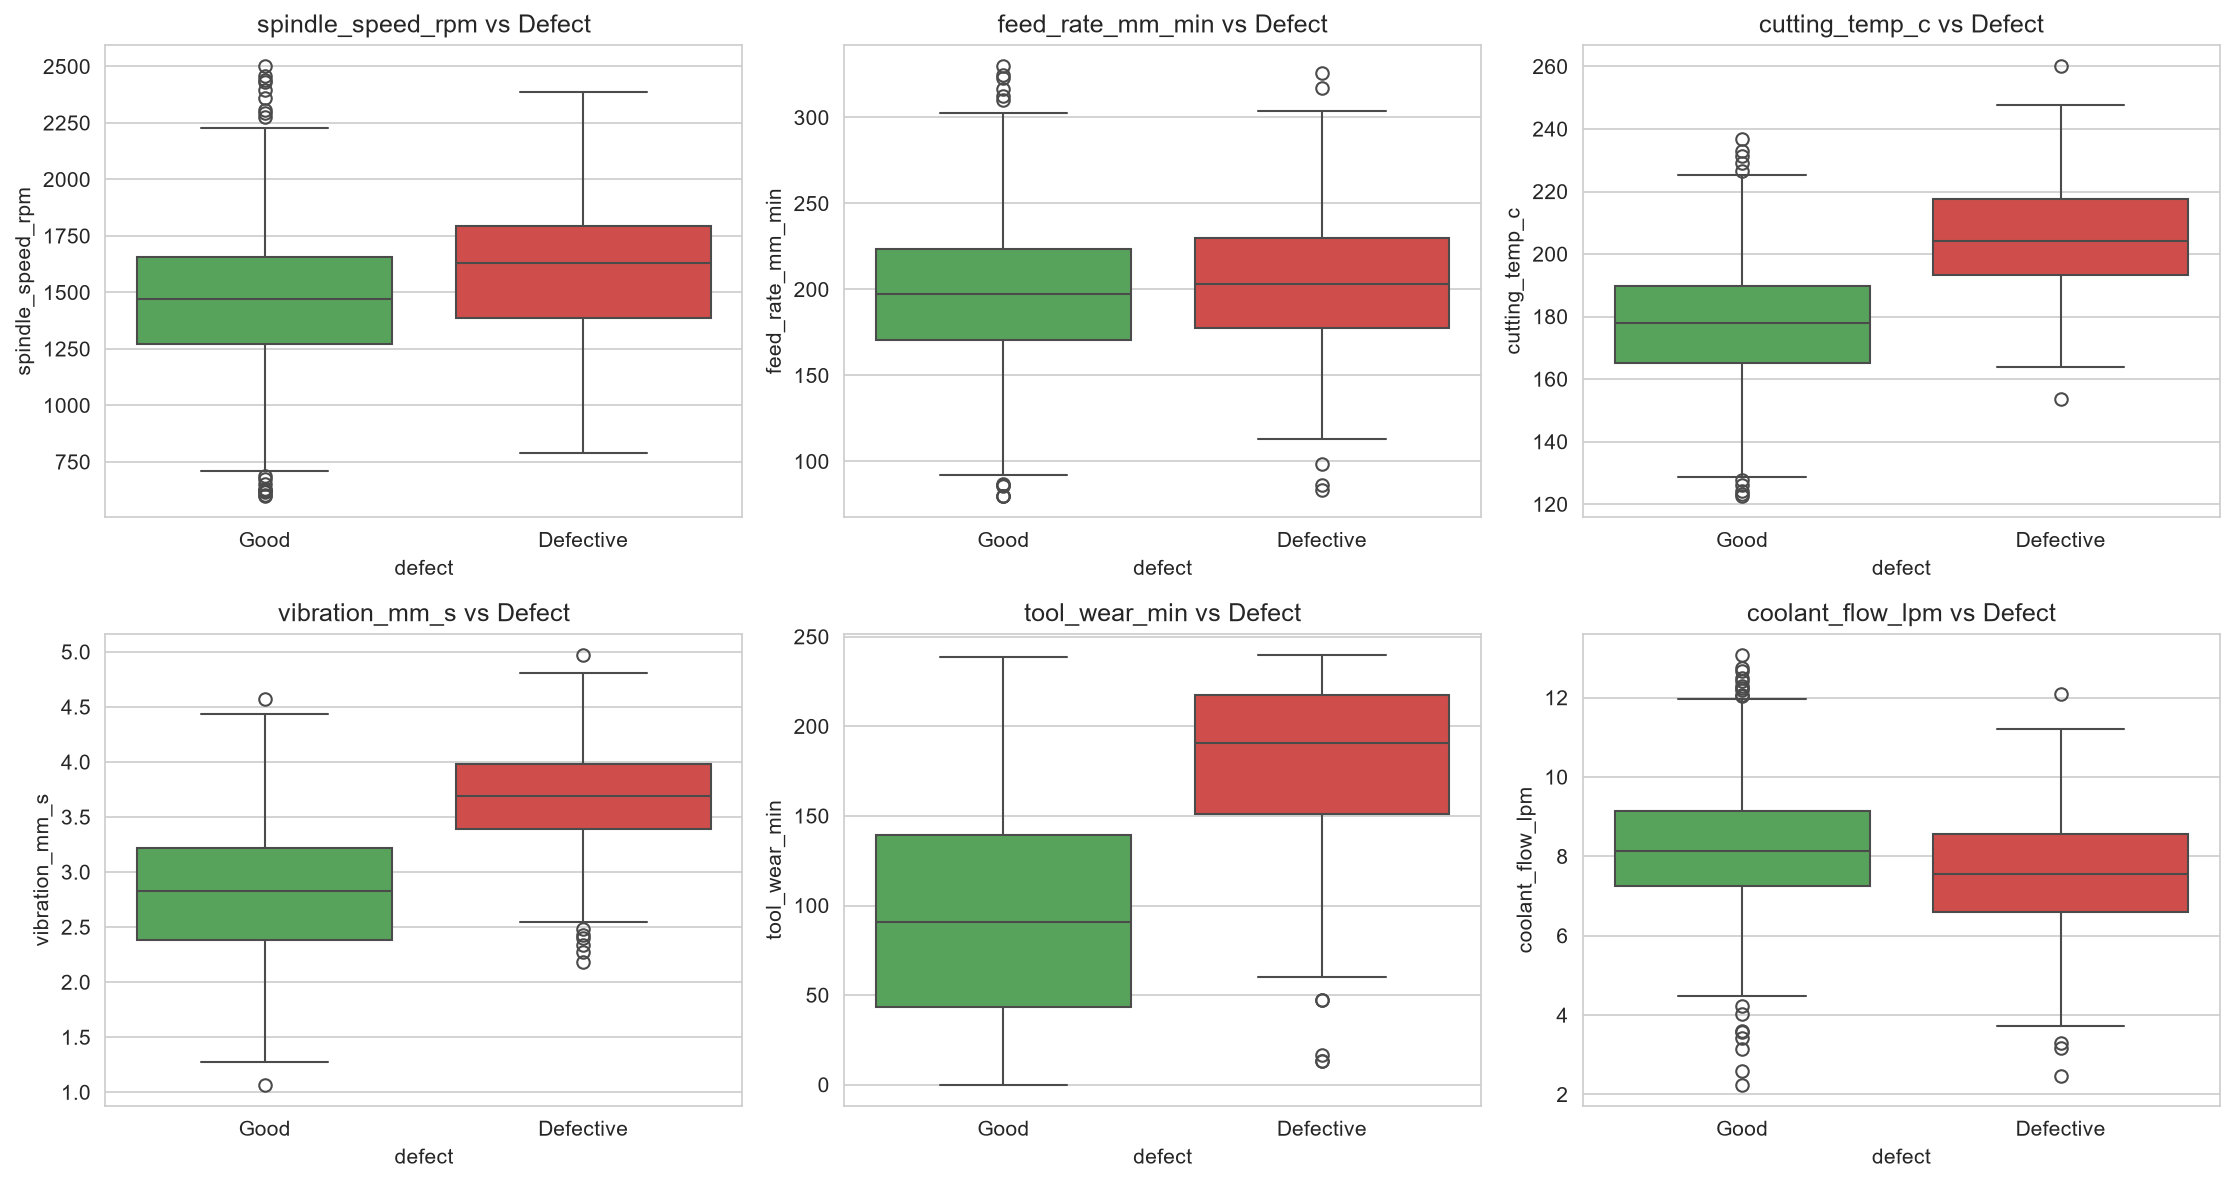 spindle_speed_rpm vs Defect
spindle_speed_rpm
2500
2250
2000
1750
1500
1250
1000
750
Good
Defective
defect
feed_rate_mm_min vs Defect
feed_rate_mm_min
300
250
200
150
100
Good
Defective
defect
cutting_temp_c vs Defect
cutting_temp_c
260
240
220
200
180
160
140
120
Good
Defective
defect
vibration_mm_s vs Defect
vibration_mm_s
5.0
4.5
4.0
3.5
3.0
2.5
2.0
1.5
1.0
Good
Defective
defect
tool_wear_min vs Defect
tool_wear_min
250
200
150
100
50
0
Good
Defective
defect
coolant_flow_lpm vs Defect
coolant_flow_lpm
12
10
8
6
4
2
Good
Defective
defect